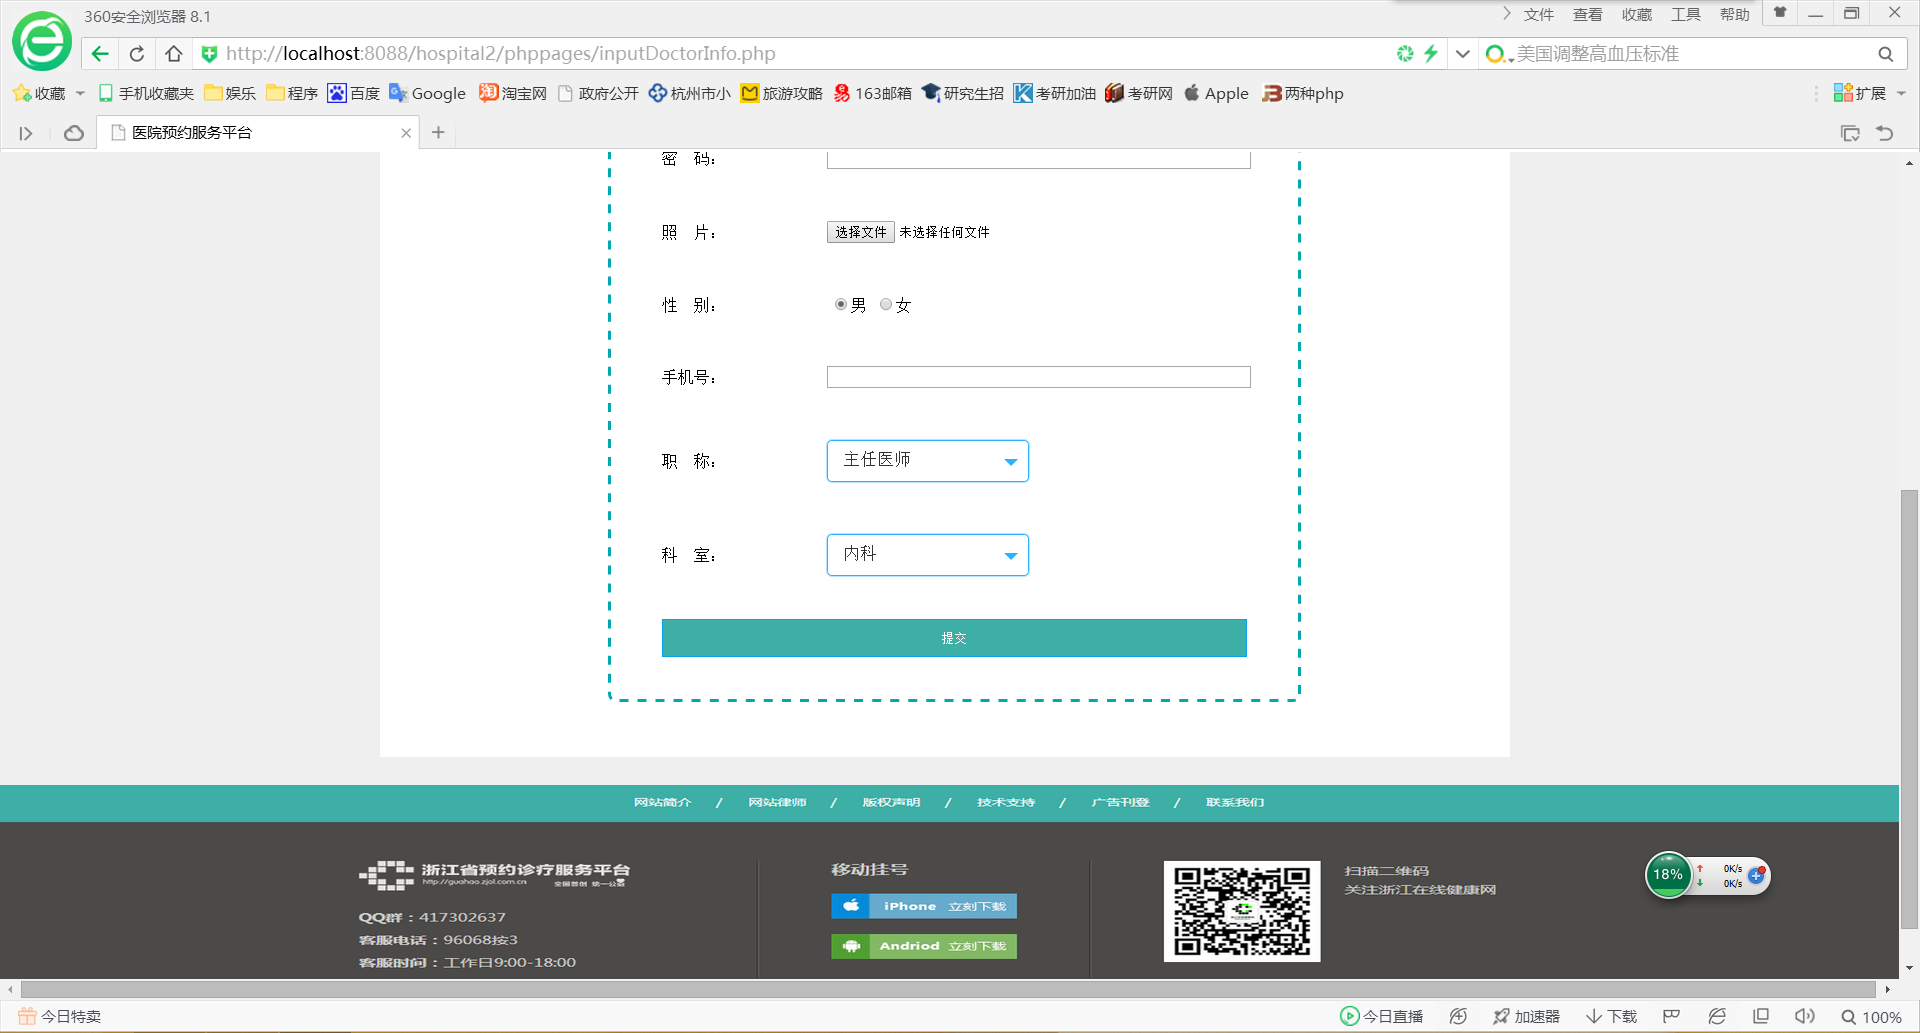 360安全浏览器 8.1
文件 查看 收藏 工具 帮助
http://localhost:8088/hospital2/phppages/inputDoctorInfo.php
美国调整高血压标准
收藏 手机收藏夹 娱乐 程序 百度 Google 淘宝网 政府公开 杭州市小 旅游攻略 163邮箱 研究生招 考研加油 考研网 Apple 两种php 扩展
医院预约服务平台
密 码：
照 片： 选择文件 未选择任何文件
性 别： 男 女
手机号：
职 称： 主任医师
科 室： 内科
提交
网站简介 / 网站律师 / 版权声明 / 技术支持 / 广告刊登 / 联系我们
浙江省预约诊疗服务平台
http://guahao.zjol.com.cn 全国首创 统一公益
QQ群：417302637
客服电话：96068按3
客服时间：工作日9:00-18:00
移动挂号
iPhone 立刻下载
Andriod 立刻下载
扫描二维码
关注浙江在线健康网
18% 0K/s
0K/s
今日特卖 今日直播 加速器 下载 100%